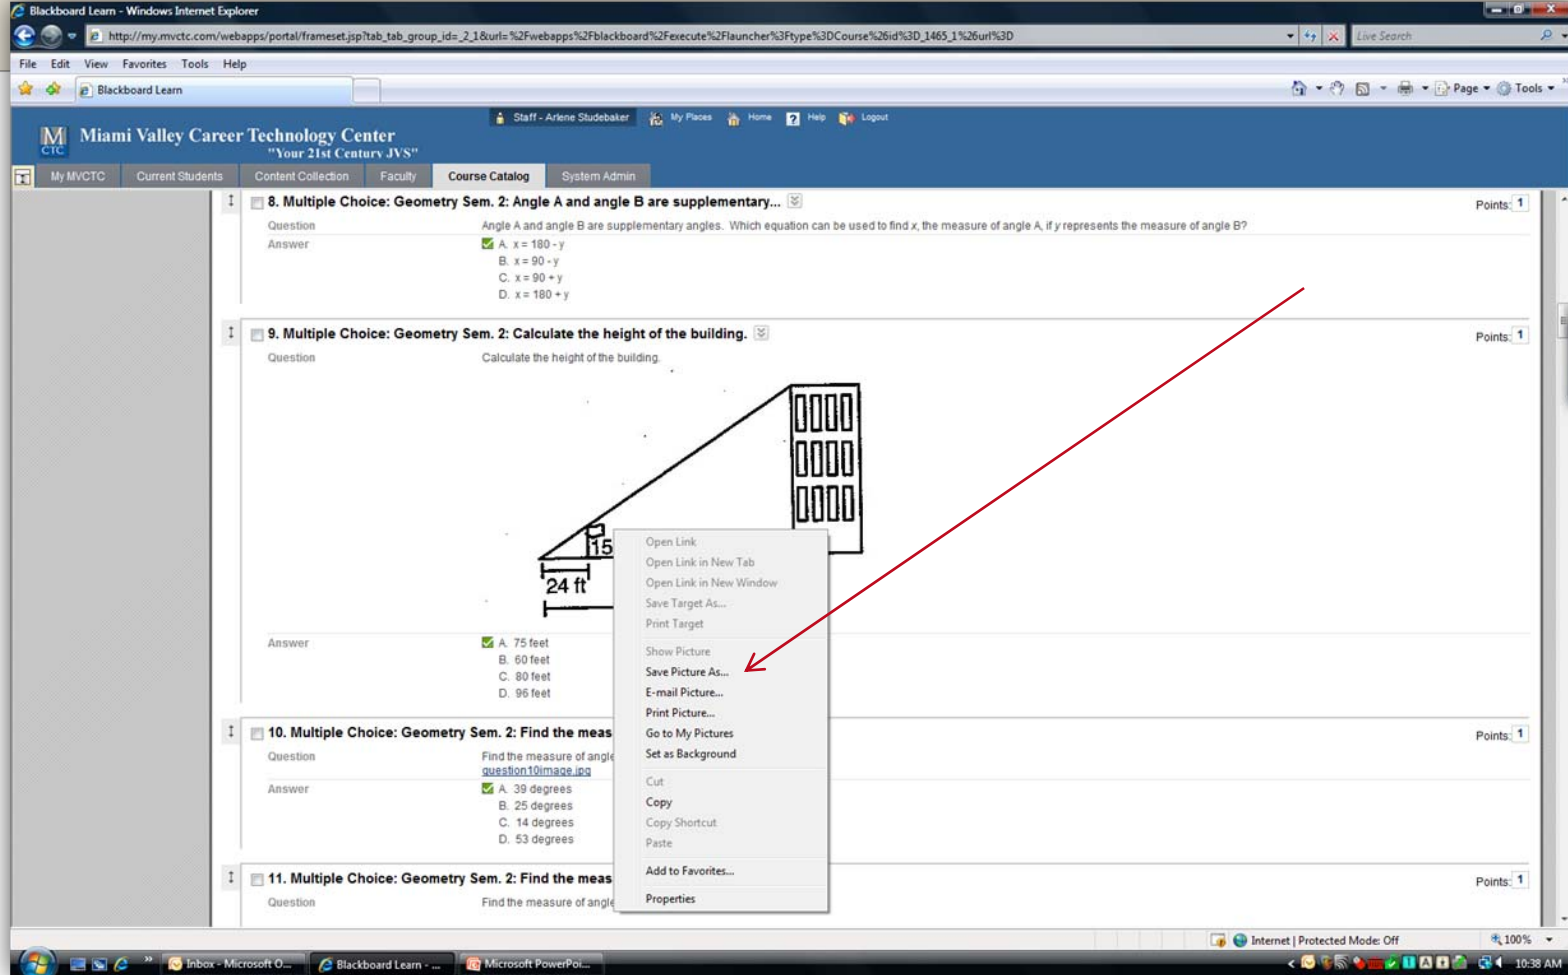 Blackboard Learn - Windows Internet Explorer
http://my.mvctc.com/webapps/portal/frameset.jsp?tab_tab_group_id=_2_1&url=%2Fwebapps%2Fblackboard%2Fexecute%2Flauncher%3Ftype%3DCourse%26id%3D_1465_1%26url%3D
Live Search
File Edit View Favorites Tools Help
Blackboard Learn
Page Tools
Staff - Arlene Studebaker My Places Home Help Logout
M
CTC
Miami Valley Career Technology Center
"Your 21st Century JVS"
My MVCTC Current Students Content Collection Faculty Course Catalog System Admin
8. Multiple Choice: Geometry Sem. 2: Angle A and angle B are supplementary... Points: 1
Question Angle A and angle B are supplementary angles. Which equation can be used to find x, the measure of angle A, if y represents the measure of angle B?
Answer A. x = 180 - y
B. x = 90 - y
C. x = 90 + y
D. x = 180 + y
9. Multiple Choice: Geometry Sem. 2: Calculate the height of the building. Points: 1
Question Calculate the height of the building.
15
24 ft
Open Link
Open Link in New Tab
Open Link in New Window
Save Target As...
Print Target
Show Picture
Save Picture As...
E-mail Picture...
Print Picture...
Go to My Pictures
Set as Background
Cut
Copy
Copy Shortcut
Paste
Add to Favorites...
Properties
Answer A. 75 feet
B. 60 feet
C. 80 feet
D. 96 feet
10. Multiple Choice: Geometry Sem. 2: Find the meas Points: 1
Question Find the measure of angle
question10image.jpg
Answer A. 39 degrees
B. 25 degrees
C. 14 degrees
D. 53 degrees
11. Multiple Choice: Geometry Sem. 2: Find the meas Points: 1
Question Find the measure of angle
Internet | Protected Mode: Off 100%
Inbox - Microsoft O... Blackboard Learn - ... Microsoft PowerPoi... 10:38 AM